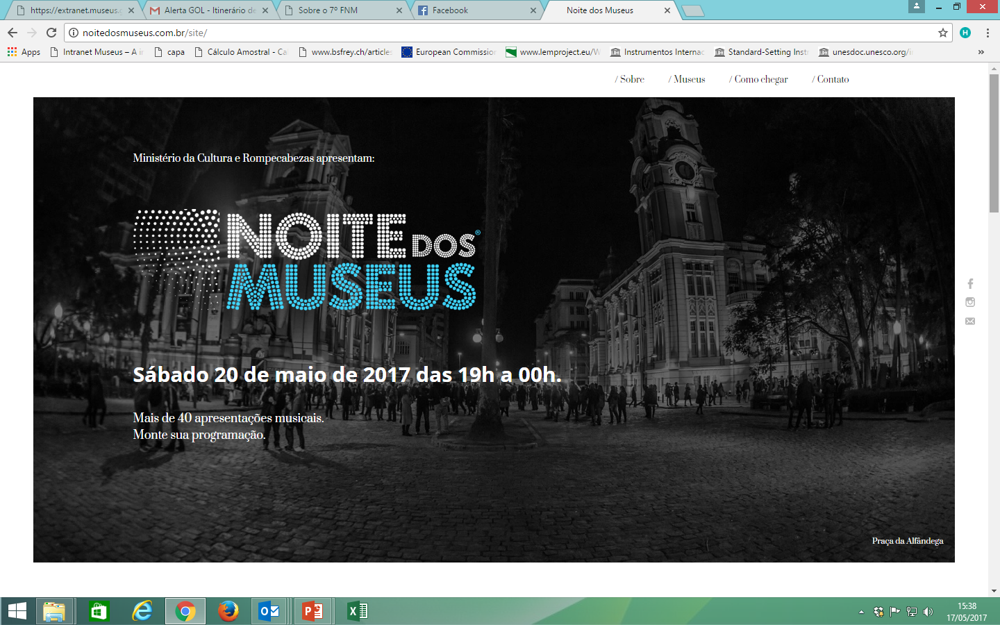 https://extranet.museus.g
Alerta GOL - Itinerário de
Sobre o 7º FNM
Facebook
Noite dos Museus
noitedosmuseus.com.br/site/
Apps
Intranet Museus – A in
capa
Cálculo Amostral - Ca
www.bsfrey.ch/articles
European Commission
www.lemproject.eu/W
Instrumentos Internac
Standard-Setting Inst
unesdoc.unesco.org/i
»
/ Sobre
/ Museus
/ Como chegar
/ Contato
Ministério da Cultura e Rompecabezas apresentam:
NOITE DOS®
MUSEUS
Sábado 20 de maio de 2017 das 19h a 00h.
Mais de 40 apresentações musicais.
Monte sua programação.
Praça da Alfândega
15:38
17/05/2017